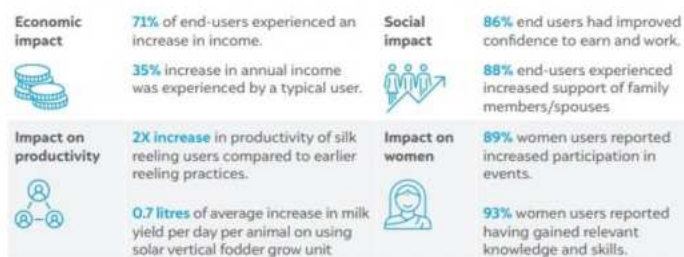 Economic
impact
71% of end-users experienced an
increase in income.
35% increase in annual income
was experienced by a typical user.
Social
impact
86% end users had improved
confidence to earn and work.
88% end-users experienced
increased support of family
members/spouses
Impact on
productivity
2X increase in productivity of silk
reeling users compared to earlier
reeling practices.
0.7 litres of average increase in milk
yield per day per animal on using
solar vertical fodder grow unit
Impact on
women
89% women users reported
increased participation in
events.
93% women users reported
having gained relevant
knowledge and skills.